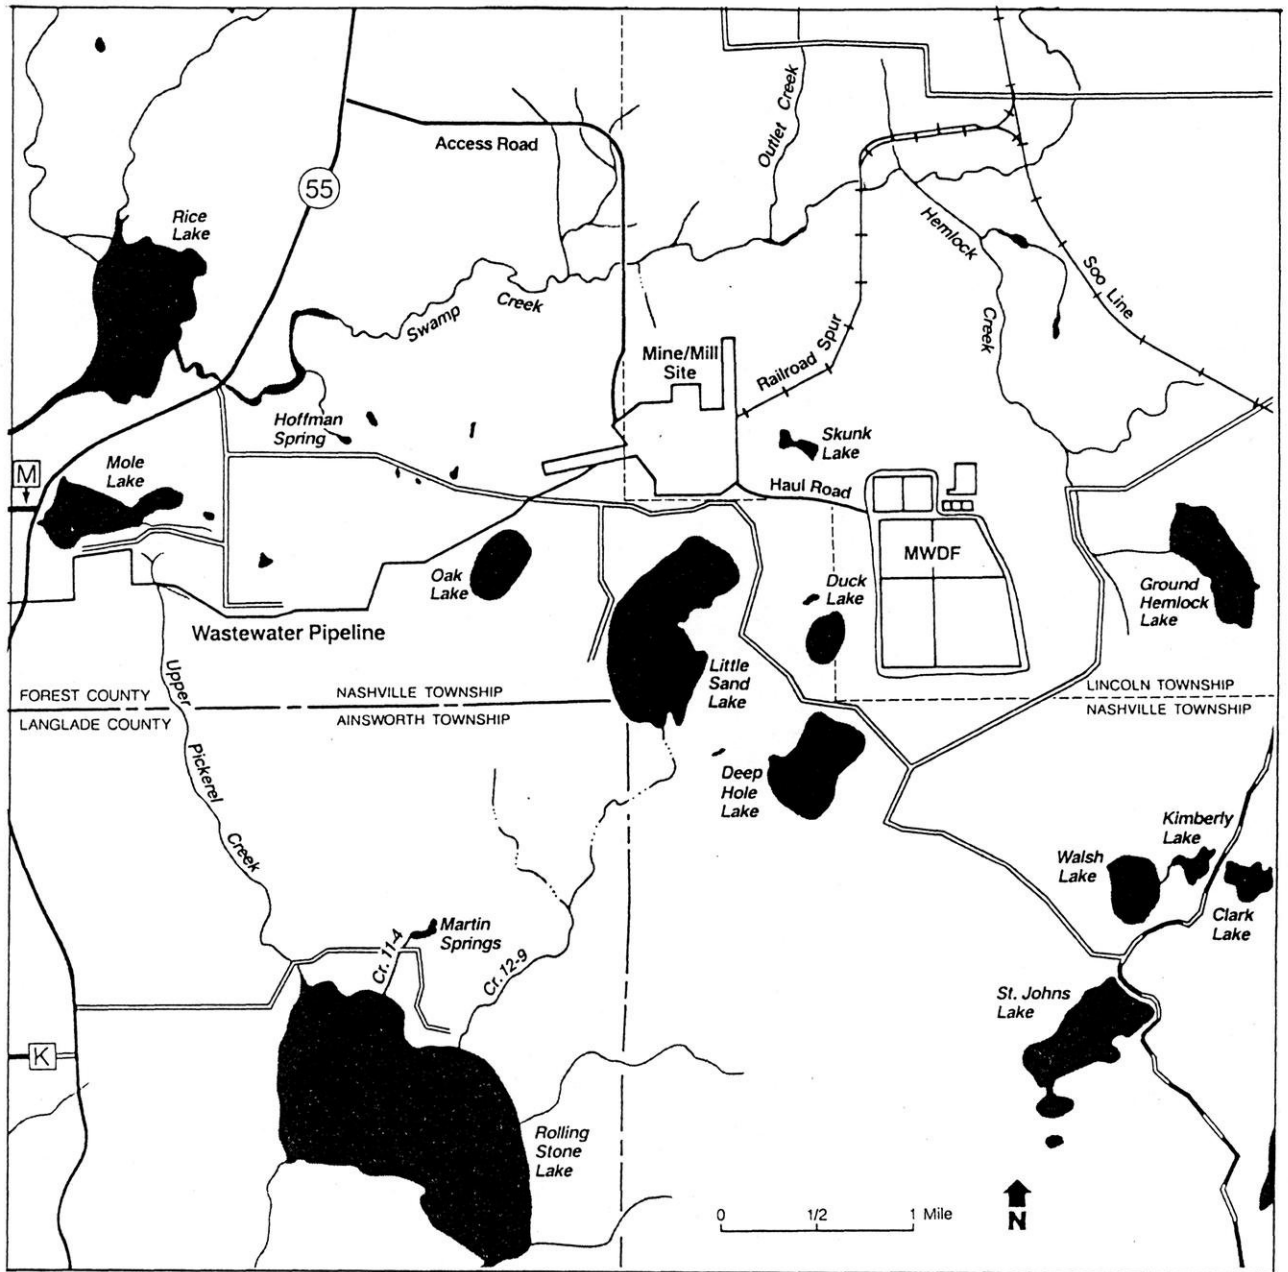 Outlet Creek
Access Road
55
Rice
Lake
Hemlock
Creek
Soo Line
Swamp Creek
Mine/Mill
Site
Railroad Spur
Hoffman
Spring
Skunk
Lake
M
Mole
Lake
Haul Road
MWDF
Oak
Lake
Duck
Lake
Ground
Hemlock
Lake
Wastewater Pipeline
Upper Pickerel Creek
Little
Sand
Lake
FOREST COUNTY
LANGLADE COUNTY
NASHVILLE TOWNSHIP
AINSWORTH TOWNSHIP
LINCOLN TOWNSHIP
NASHVILLE TOWNSHIP
Deep
Hole
Lake
Kimberly
Lake
Walsh
Lake
Clark
Lake
Martin
Springs
Cr. 11-4
Cr. 12-9
St. Johns
Lake
K
Rolling
Stone
Lake
0 1/2 1 Mile
N